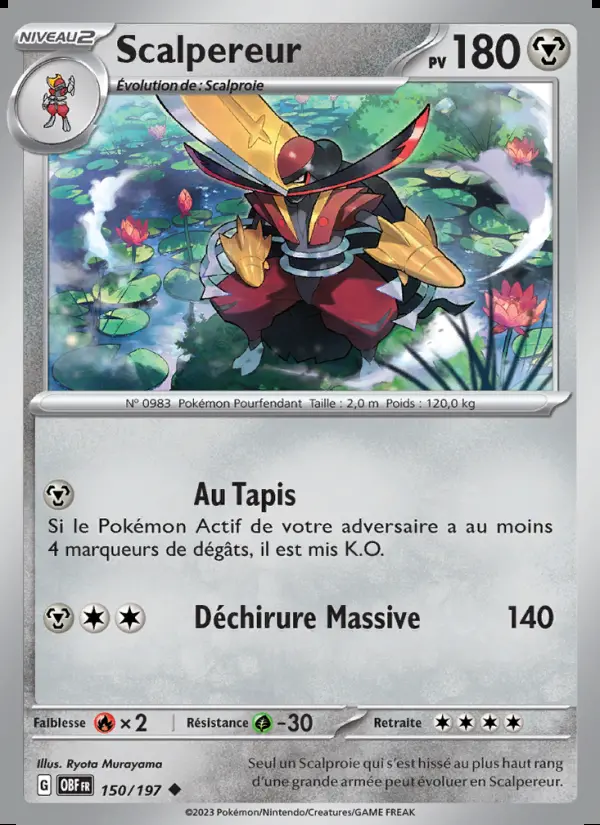 NIVEAU 2
Scalpereur
PV 180
Évolution de : Scalproie
N° 0983 Pokémon Pourfendant Taille : 2,0 m Poids : 120,0 kg
Au Tapis
Si le Pokémon Actif de votre adversaire a au moins
4 marqueurs de dégâts, il est mis K.O.
Déchirure Massive 140
Faiblesse ×2 Résistance -30 Retraite
Illus. Ryota Murayama
Seul un Scalproie qui s'est hissé au plus haut rang
d'une grande armée peut évoluer en Scalpereur.
G OBF FR 150/197
©2023 Pokémon/Nintendo/Creatures/GAME FREAK